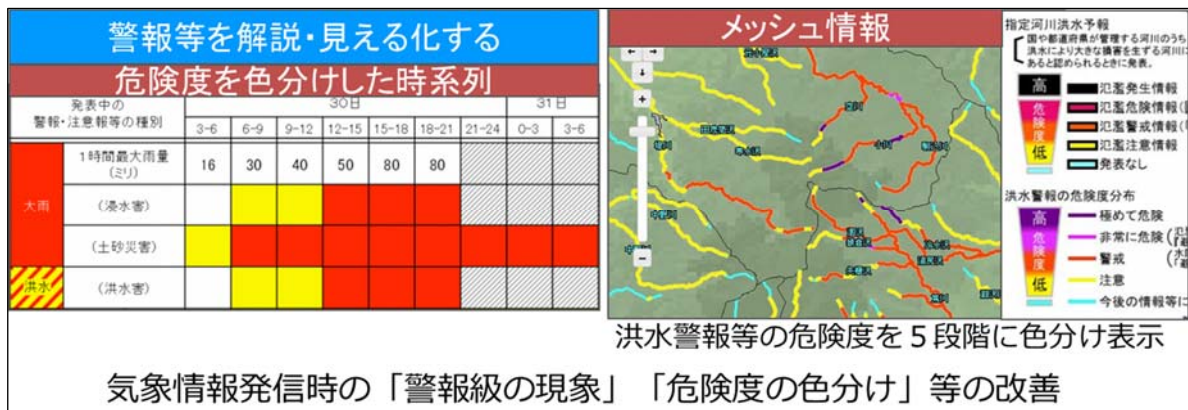 警報等を解説・見える化する
危険度を色分けした時系列
発表中の
警報・注意報等の種別
30日
31日
3-6 6-9 9-12 12-15 15-18 18-21 21-24 0-3 3-6
大雨
1時間最大雨量
(ミリ)
16 30 40 50 80 80
(浸水害)
(土砂災害)
洪水
(洪水害)
メッシュ情報
小川
荒川
指定河川洪水予報
国や都道府県が管理する河川のうち
洪水により大きな損害を生ずる河川に
あると認められるときに発表。
高
危険度
低
氾濫発生情報
氾濫危険情報
氾濫警戒情報
氾濫注意情報
発表なし
洪水警報の危険度分布
高
危険度
低
極めて危険
非常に危険
警戒
注意
今後の情報等に
洪水警報等の危険度を5段階に色分け表示
気象情報発信時の「警報級の現象」「危険度の色分け」等の改善